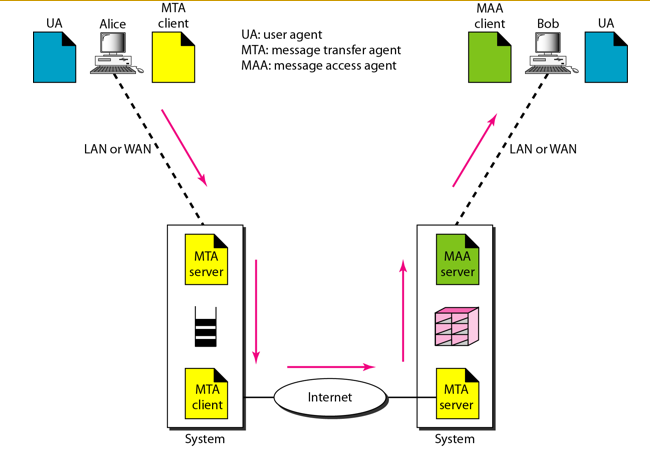 UA
Alice
MTA
client
UA: user agent
MTA: message transfer agent
MAA: message access agent
MAA
client
Bob
UA
LAN or WAN
LAN or WAN
MTA
server
MAA
server
MTA
client
Internet
MTA
server
System
System